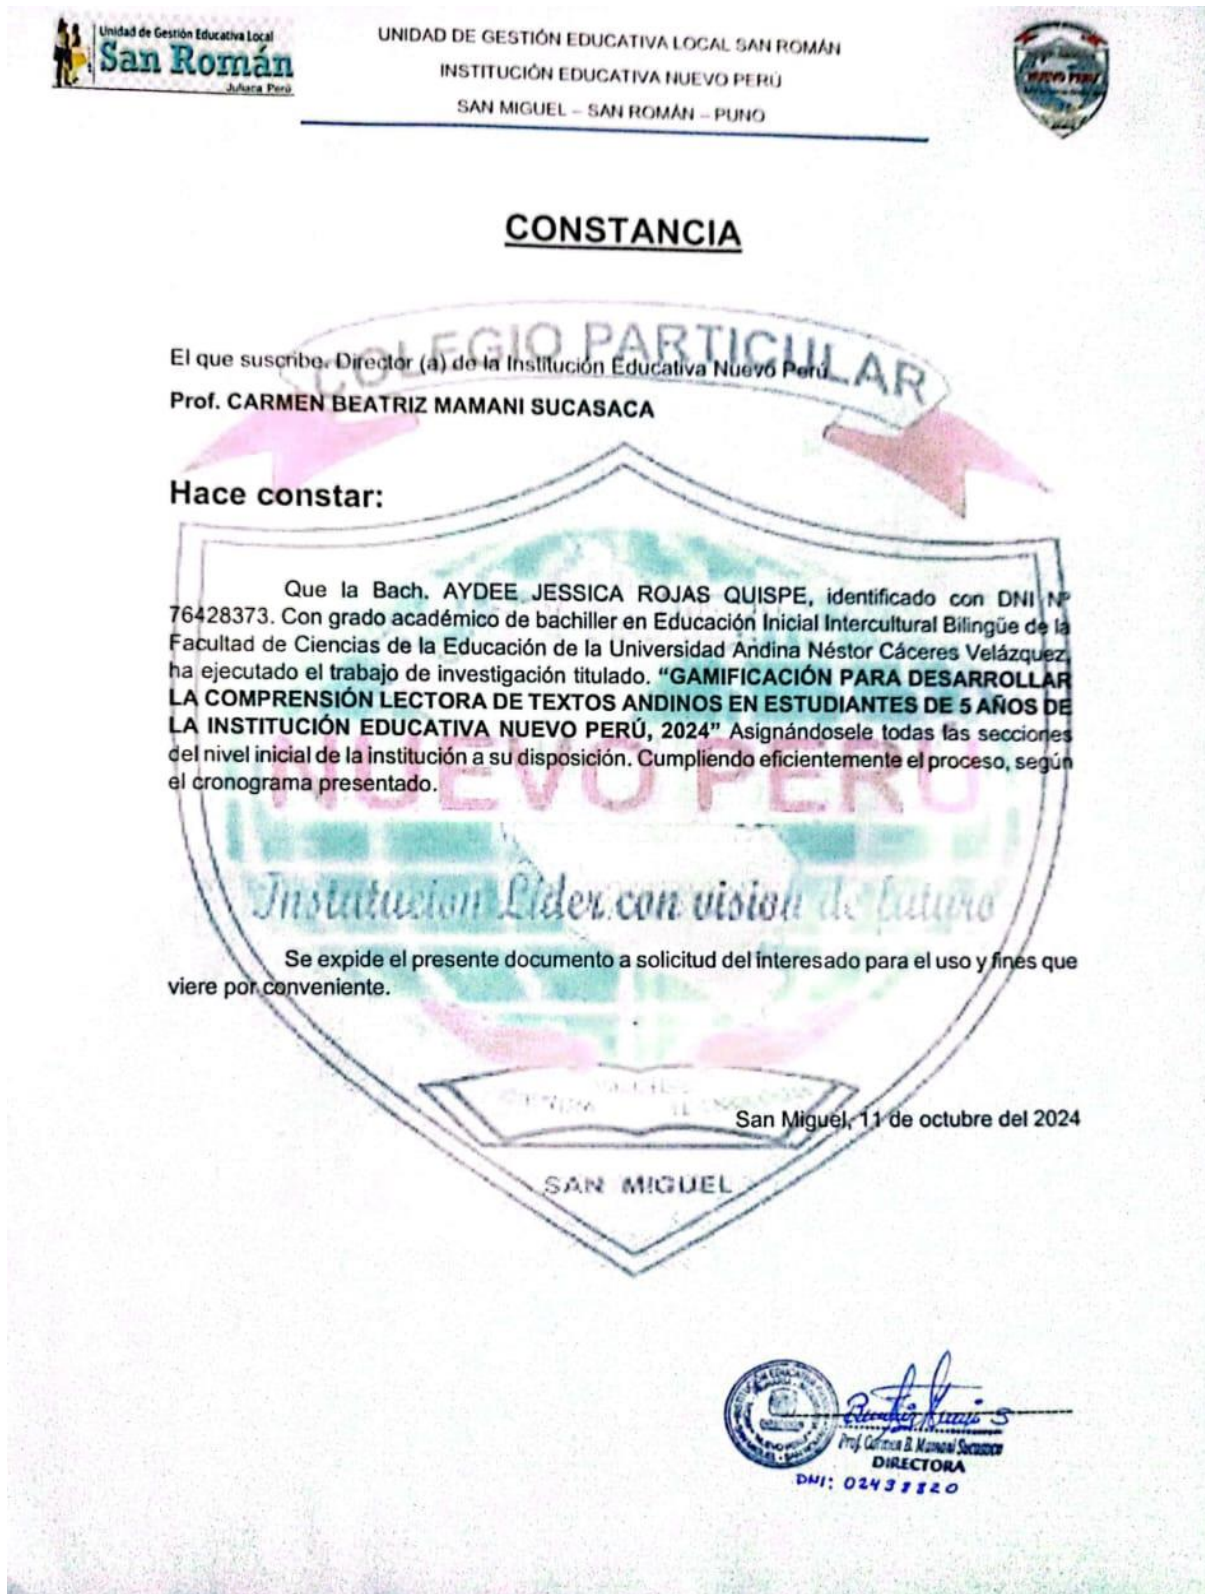 Unidad de Gestión Educativa Local
San Román
Juliaca Perú
UNIDAD DE GESTIÓN EDUCATIVA LOCAL SAN ROMÁN
INSTITUCIÓN EDUCATIVA NUEVO PERÚ
SAN MIGUEL – SAN ROMÁN – PUNO
NUEVO PERÚ
CONSTANCIA
COLEGIO PARTICULAR
El que suscribe. Director (a) de la Institución Educativa Nuevo Perú
Prof. CARMEN BEATRIZ MAMANI SUCASACA
Hace constar:
Que la Bach. AYDEE JESSICA ROJAS QUISPE, identificado con DNI Nº
76428373. Con grado académico de bachiller en Educación Inicial Intercultural Bilingüe de la
Facultad de Ciencias de la Educación de la Universidad Andina Néstor Cáceres Velázquez,
ha ejecutado el trabajo de investigación titulado. “GAMIFICACIÓN PARA DESARROLLAR
LA COMPRENSIÓN LECTORA DE TEXTOS ANDINOS EN ESTUDIANTES DE 5 AÑOS DE
LA INSTITUCIÓN EDUCATIVA NUEVO PERÚ, 2024” Asignándosele todas las secciones
del nivel inicial de la institución a su disposición. Cumpliendo eficientemente el proceso, según
el cronograma presentado.
NUEVO PERÚ
Institucion Lider con vision de futuro
Se expide el presente documento a solicitud del interesado para el uso y fines que
viere por conveniente.
San Miguel, 11 de octubre del 2024
SAN MIGUEL
Prof. Carmen B. Mamani Sucasaca
DIRECTORA
DNI: